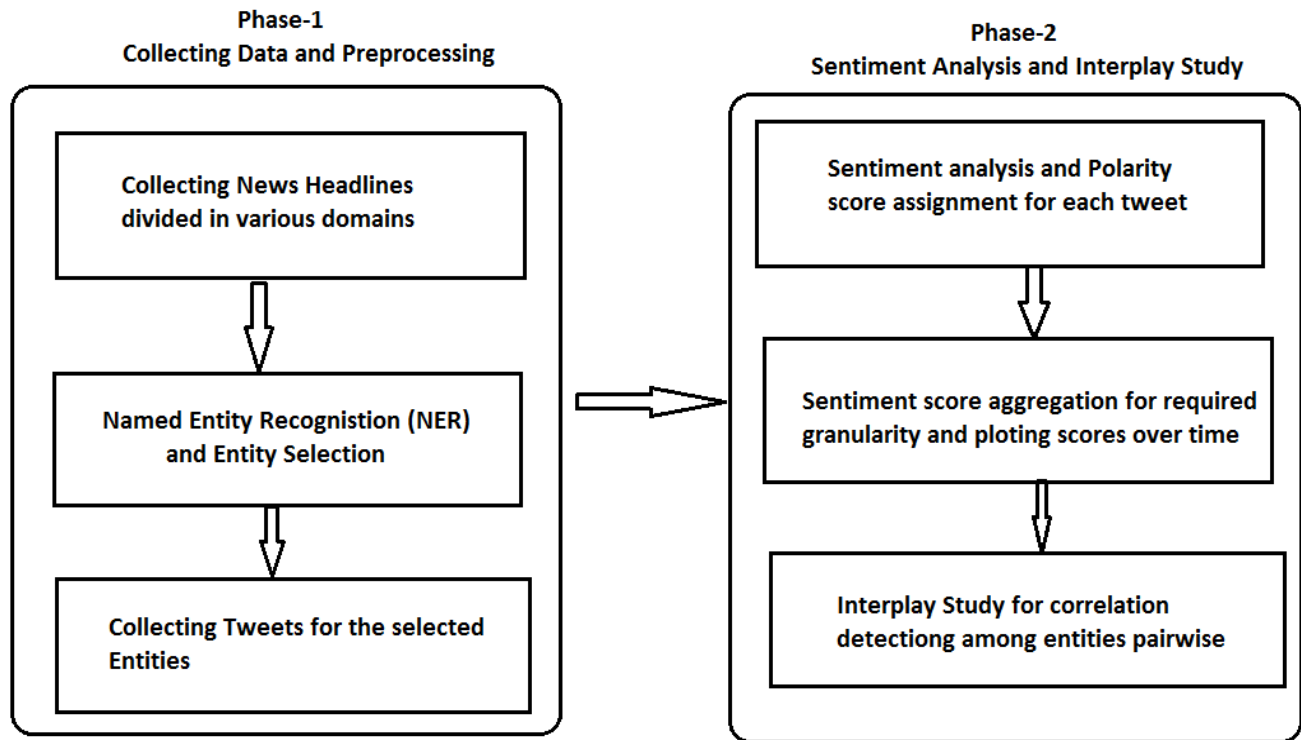 Phase-1
Collecting Data and Preprocessing
Collecting News Headlines
divided in various domains
Named Entity Recognistion (NER)
and Entity Selection
Collecting Tweets for the selected
Entities
Phase-2
Sentiment Analysis and Interplay Study
Sentiment analysis and Polarity
score assignment for each tweet
Sentiment score aggregation for required
granularity and ploting scores over time
Interplay Study for correlation
detectiong among entities pairwise